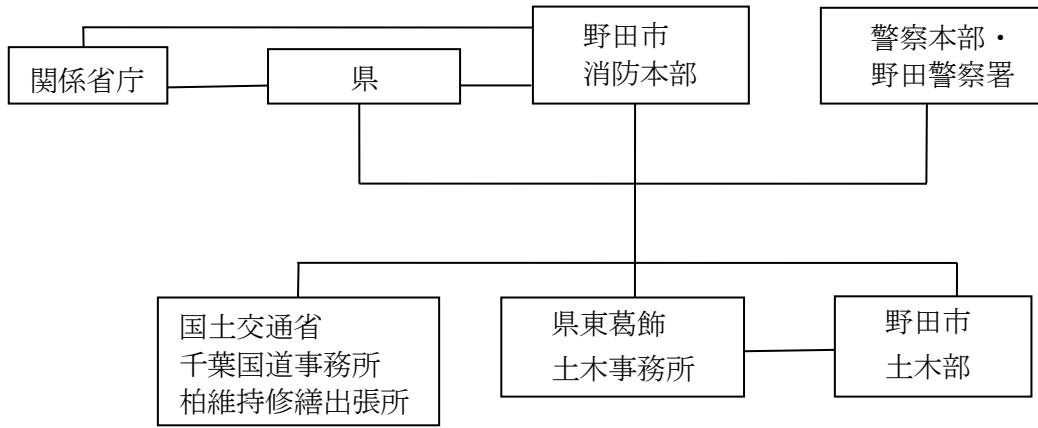 関係省庁
県
野田市
消防本部
警察本部・
野田警察署
国土交通省
千葉国道事務所
柏維持修繕出張所
県東葛飾
土木事務所
野田市
土木部